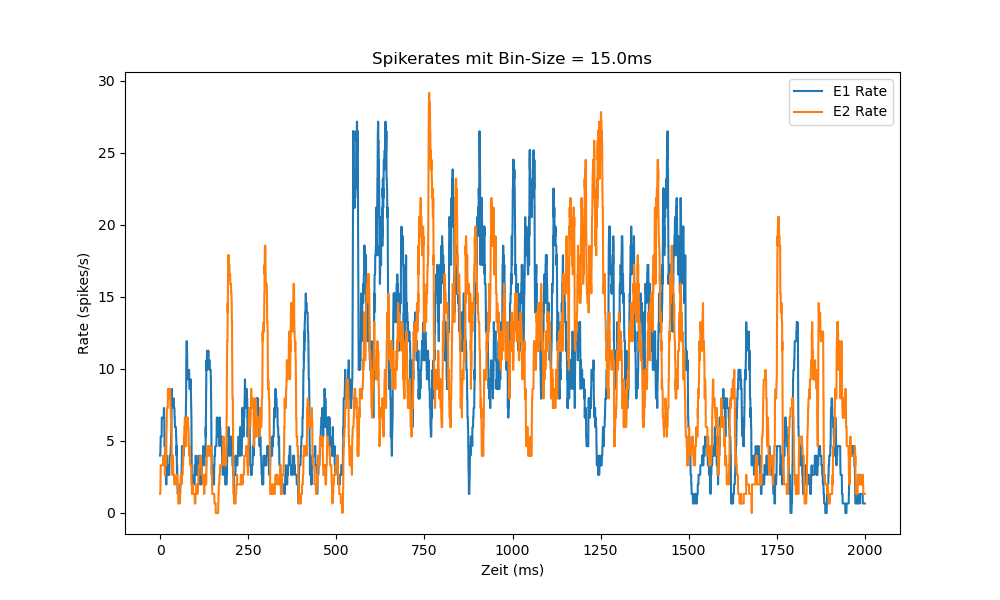 Spikerates mit Bin-Size = 15.0ms
30
25
20
15
10
5
0
Rate (spikes/s)
E1 Rate
E2 Rate
0 250 500 750 1000 1250 1500 1750 2000
Zeit (ms)